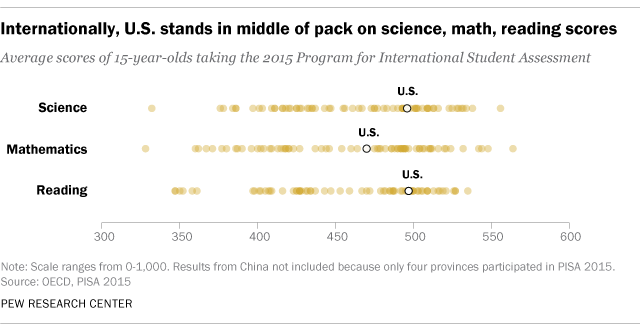 Internationally, U.S. stands in middle of pack on science, math, reading scores
Average scores of 15-year-olds taking the 2015 Program for International Student Assessment
U.S.
Science
U.S.
Mathematics
U.S.
Reading
300 350 400 450 500 550 600
Note: Scale ranges from 0-1,000. Results from China not included because only four provinces participated in PISA 2015.
Source: OECD, PISA 2015
PEW RESEARCH CENTER